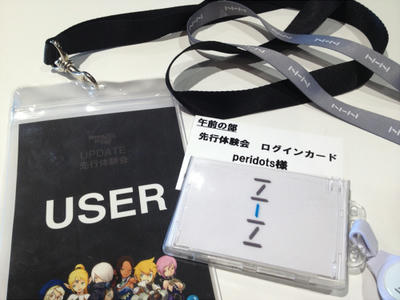 UPDATE
先行体験会
USER
午前の部
先行体験会 ログインカード
peridots様